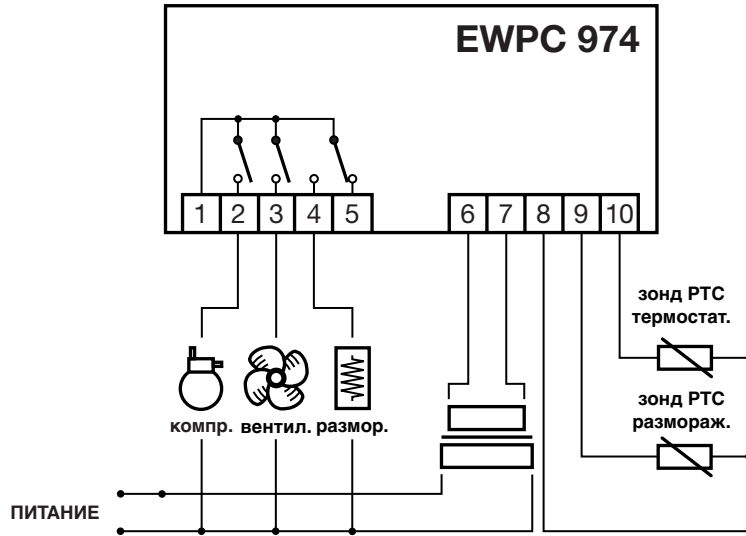 EWPC 974
1 2 3 4 5 6 7 8 9 10
зонд PTC
термостат.
зонд PTC
размораж.
компр. вентил. размор.
ПИТАНИЕ